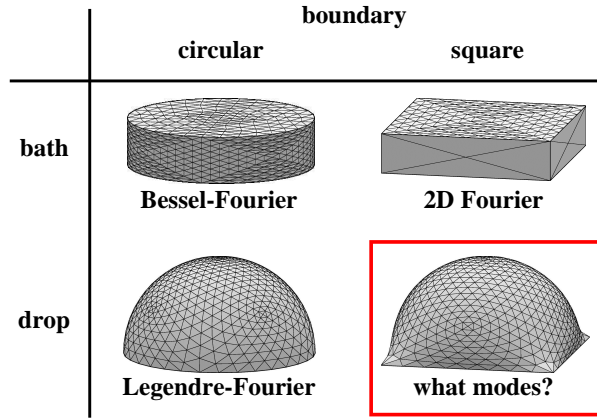 boundary
circular square
bath
Bessel-Fourier 2D Fourier
drop
Legendre-Fourier what modes?